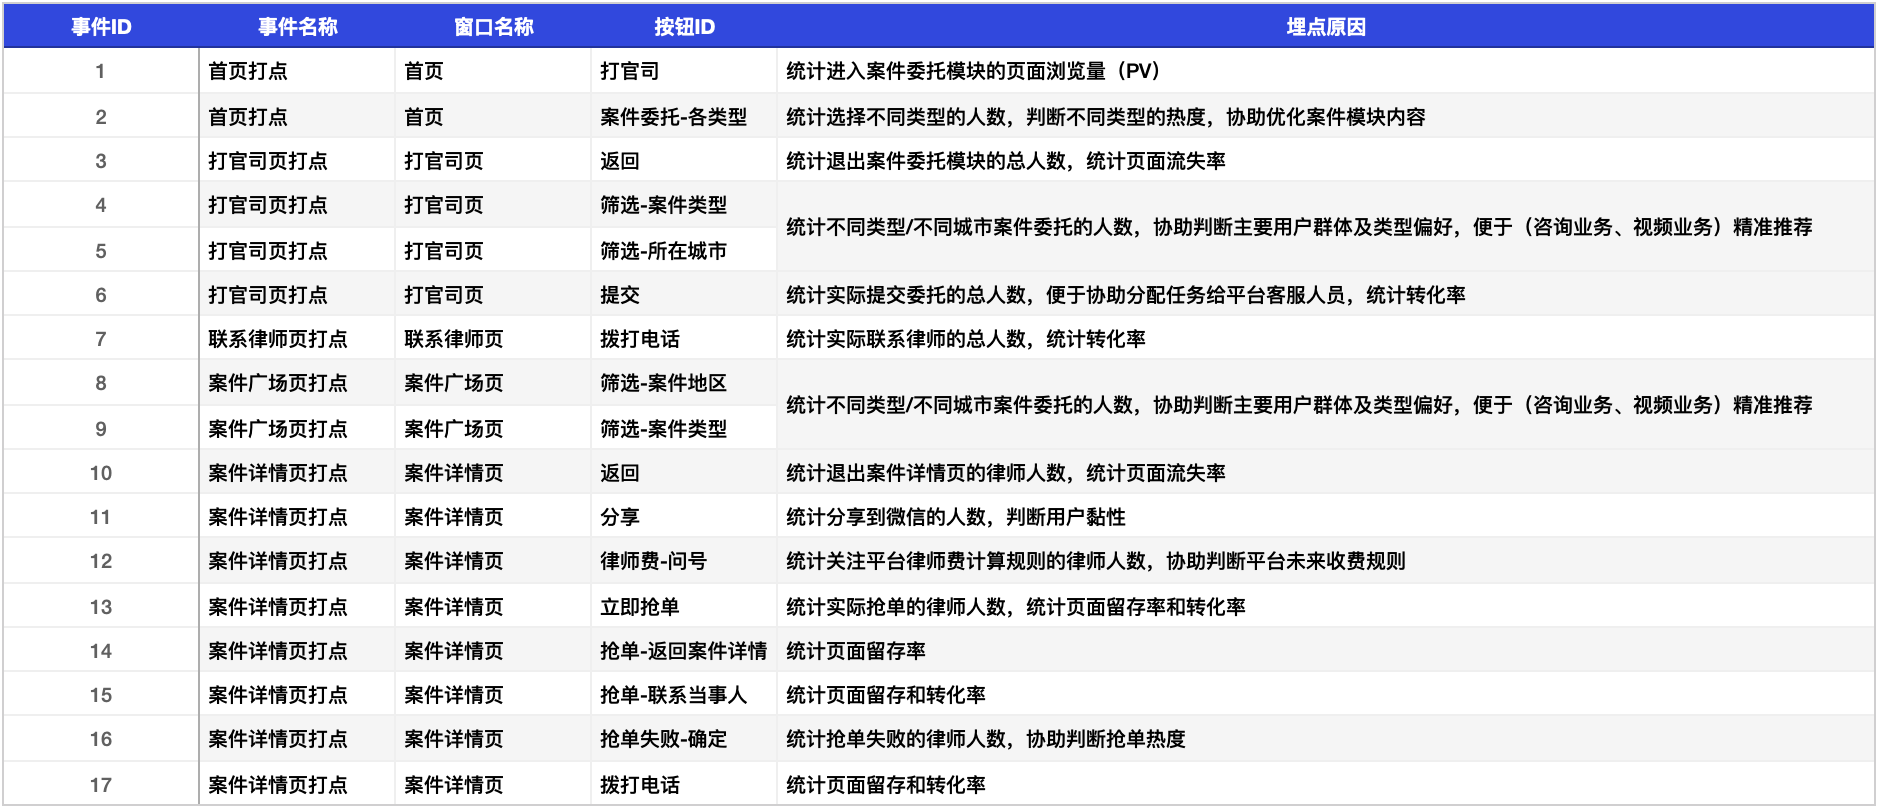 事件ID 事件名称 窗口名称 按钮ID 埋点原因
1 首页打点 首页 打官司 统计进入案件委托模块的页面浏览量（PV）
2 首页打点 首页 案件委托-各类型 统计选择不同类型的人数，判断不同类型的热度，协助优化案件模块内容
3 打官司页打点 打官司页 返回 统计退出案件委托模块的总人数，统计页面流失率
4 打官司页打点 打官司页 筛选-案件类型
统计不同类型/不同城市案件委托的人数，协助判断主要用户群体及类型偏好，便于（咨询业务、视频业务）精准推荐
5 打官司页打点 打官司页 筛选-所在城市
6 打官司页打点 打官司页 提交 统计实际提交委托的总人数，便于协助分配任务给平台客服人员，统计转化率
7 联系律师页打点 联系律师页 拨打电话 统计实际联系律师的总人数，统计转化率
8 案件广场页打点 案件广场页 筛选-案件地区
统计不同类型/不同城市案件委托的人数，协助判断主要用户群体及类型偏好，便于（咨询业务、视频业务）精准推荐
9 案件广场页打点 案件广场页 筛选-案件类型
10 案件详情页打点 案件详情页 返回 统计退出案件详情页的律师人数，统计页面流失率
11 案件详情页打点 案件详情页 分享 统计分享到微信的人数，判断用户黏性
12 案件详情页打点 案件详情页 律师费-问号 统计关注平台律师费计算规则的律师人数，协助判断平台未来收费规则
13 案件详情页打点 案件详情页 立即抢单 统计实际抢单的律师人数，统计页面留存率和转化率
14 案件详情页打点 案件详情页 抢单-返回案件详情 统计页面留存率
15 案件详情页打点 案件详情页 抢单-联系当事人 统计页面留存和转化率
16 案件详情页打点 案件详情页 抢单失败-确定 统计抢单失败的律师人数，协助判断抢单热度
17 案件详情页打点 案件详情页 拨打电话 统计页面留存和转化率